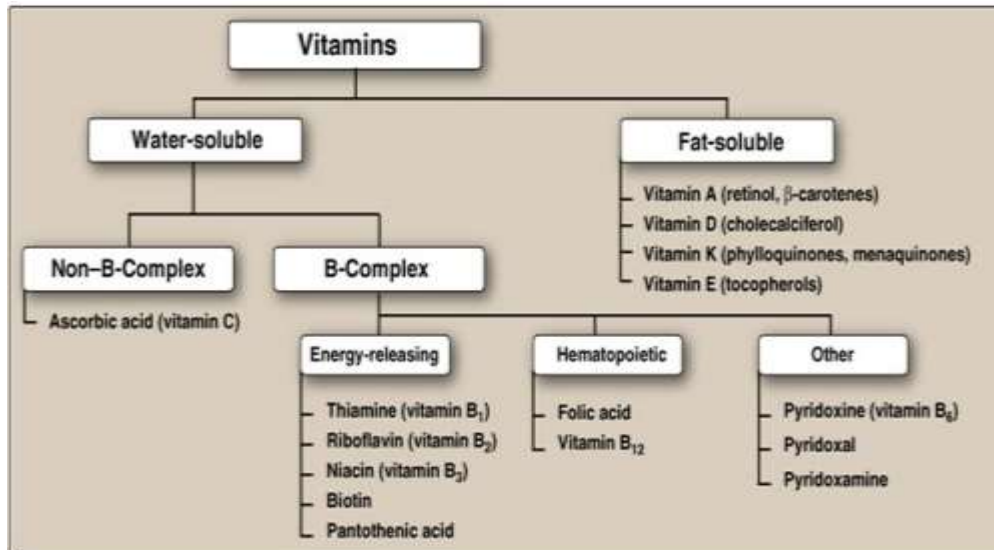 Vitamins
Water-soluble
Fat-soluble
Vitamin A (retinol, β-carotenes)
Vitamin D (cholecalciferol)
Vitamin K (phylloquinones, menaquinones)
Vitamin E (tocopherols)
Non–B-Complex
Ascorbic acid (vitamin C)
B-Complex
Energy-releasing
Thiamine (vitamin B₁)
Riboflavin (vitamin B₂)
Niacin (vitamin B₃)
Biotin
Pantothenic acid
Hematopoietic
Folic acid
Vitamin B₁₂
Other
Pyridoxine (vitamin B₆)
Pyridoxal
Pyridoxamine